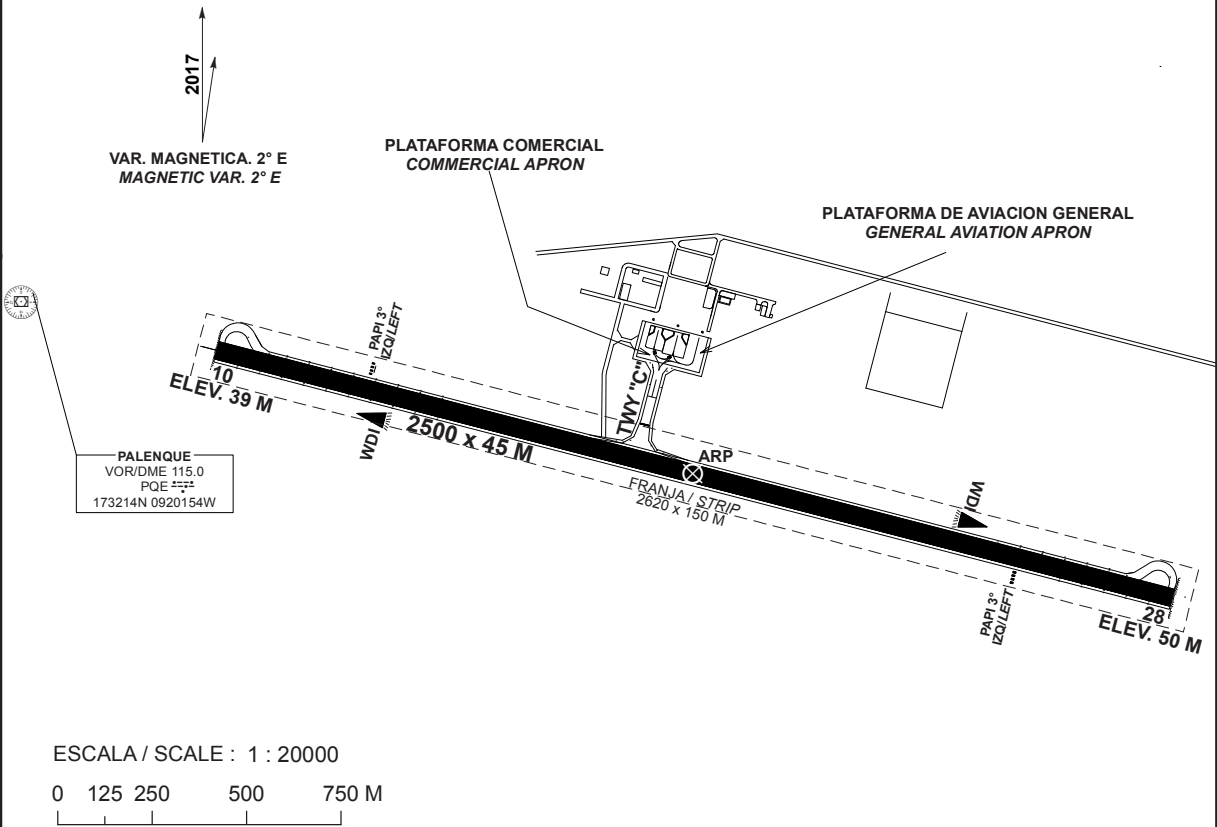 2017
VAR. MAGNETICA. 2° E
MAGNETIC VAR. 2° E
PLATAFORMA COMERCIAL
COMMERCIAL APRON
PLATAFORMA DE AVIACION GENERAL
GENERAL AVIATION APRON
PAPI 3°
IZQ/LEFT
10
ELEV. 39 M
WDI
2500 x 45 M
TWY "C"
ARP
FRANJA / STRIP
2620 x 150 M
WDI
PAPI 3°
IZQ/LEFT
28
ELEV. 50 M
PALENQUE
VOR/DME 115.0
PQE
173214N 0920154W
ESCALA / SCALE : 1 : 20000
0 125 250 500 750 M